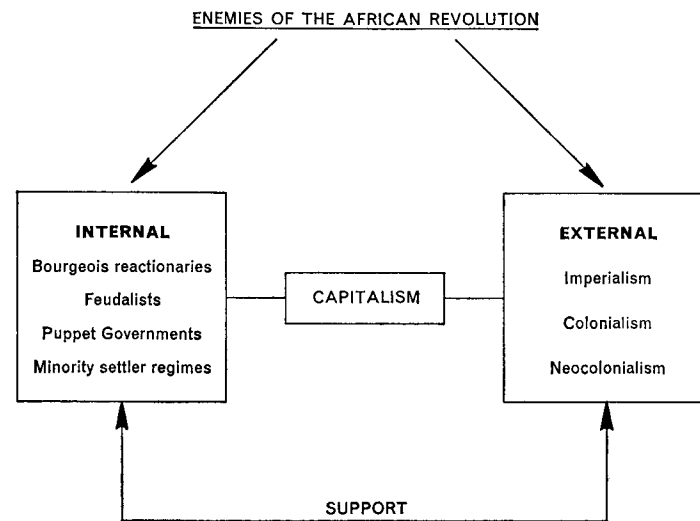 ENEMIES OF THE AFRICAN REVOLUTION
INTERNAL
Bourgeois reactionaries
Feudalists
Puppet Governments
Minority settler regimes
CAPITALISM
EXTERNAL
Imperialism
Colonialism
Neocolonialism
SUPPORT